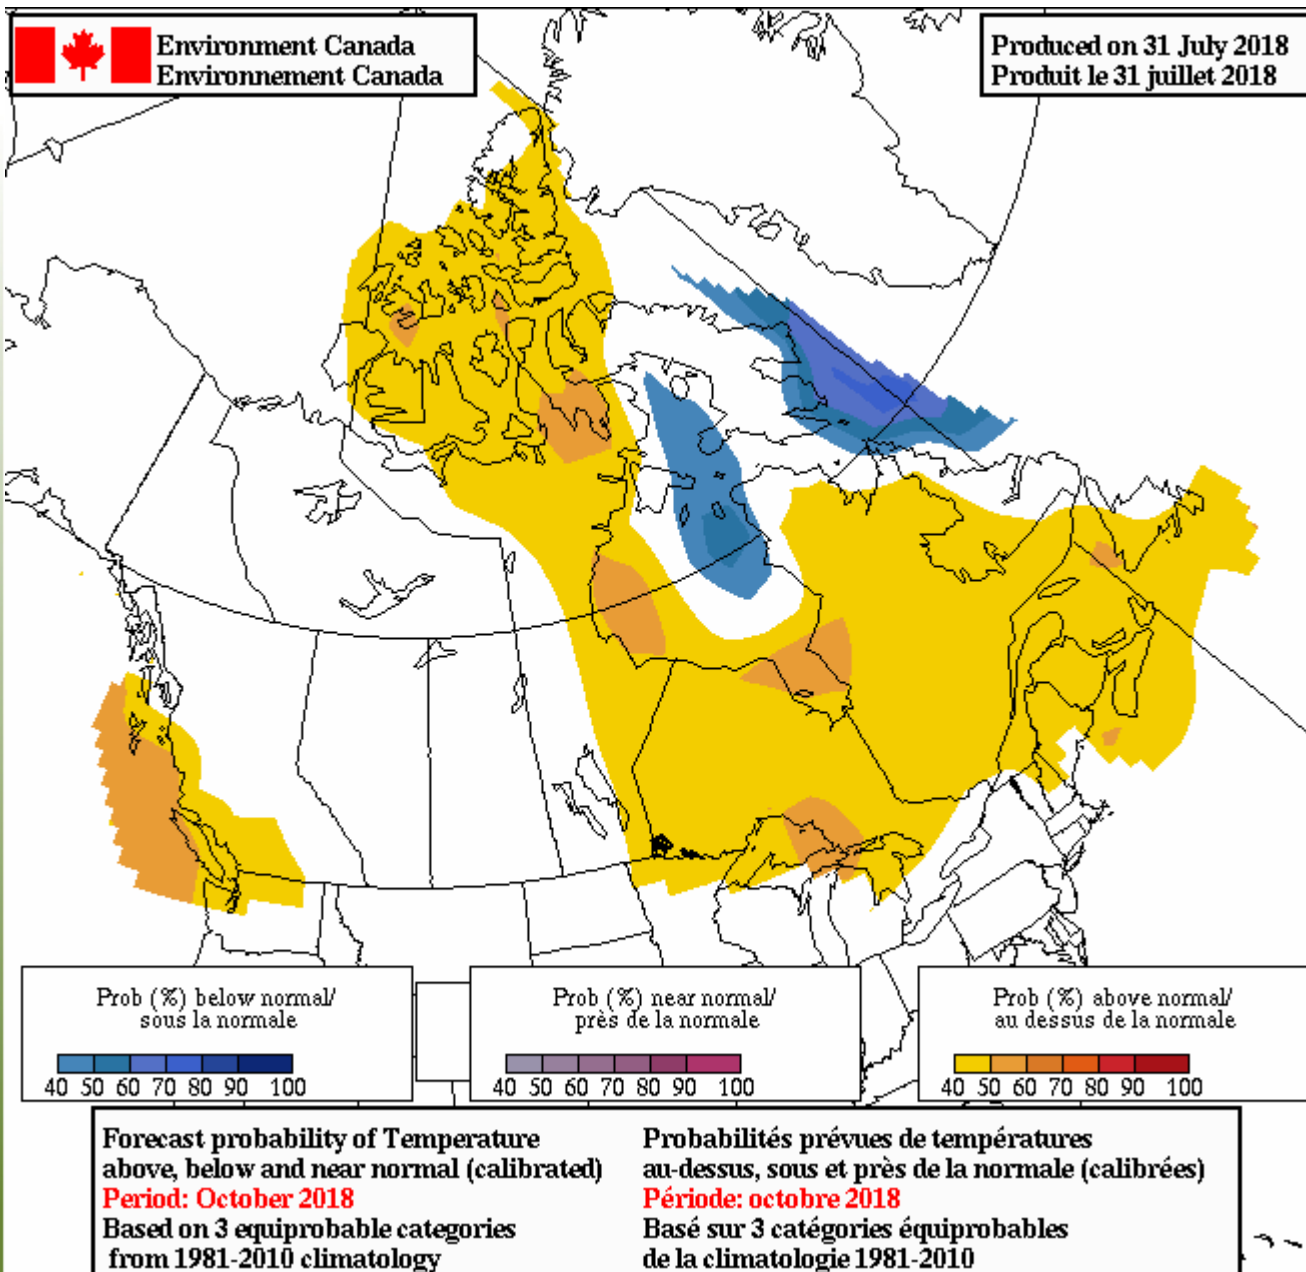 Environment Canada
Environnement Canada
Produced on 31 July 2018
Produit le 31 juillet 2018
Prob (%) below normal/
sous la normale
40 50 60 70 80 90 100
Prob (%) near normal/
près de la normale
40 50 60 70 80 90 100
Prob (%) above normal/
au dessus de la normale
40 50 60 70 80 90 100
Forecast probability of Temperature
above, below and near normal (calibrated)
Period: October 2018
Based on 3 equiprobable categories
from 1981-2010 climatology
Probabilités prévues de températures
au-dessus, sous et près de la normale (calibrées)
Période: octobre 2018
Basé sur 3 catégories équiprobables
de la climatologie 1981-2010